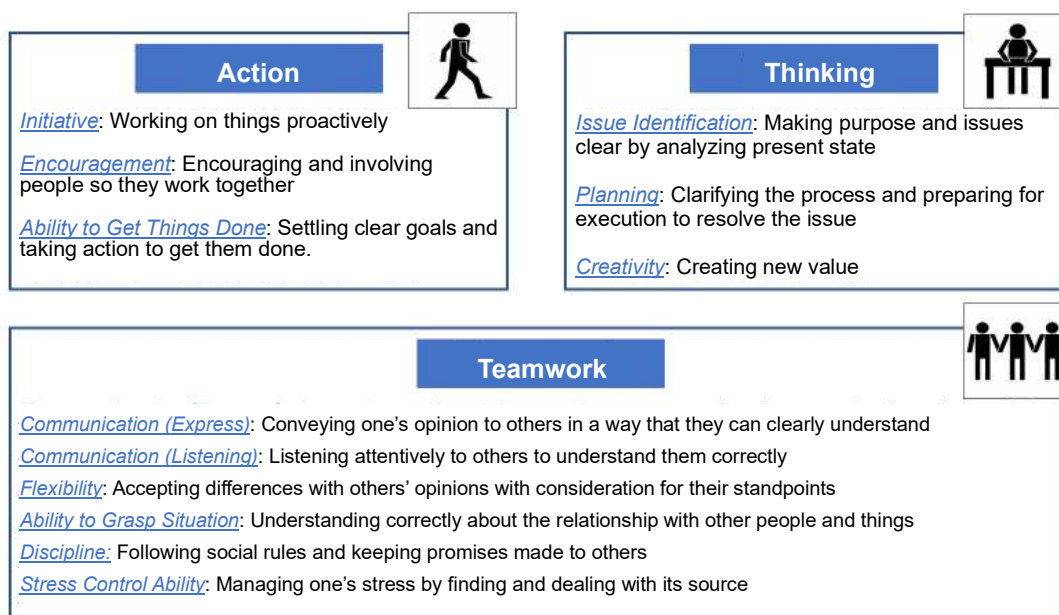 Action
Initiative: Working on things proactively
Encouragement: Encouraging and involving
people so they work together
Ability to Get Things Done: Settling clear goals and
taking action to get them done.
Thinking
Issue Identification: Making purpose and issues
clear by analyzing present state
Planning: Clarifying the process and preparing for
execution to resolve the issue
Creativity: Creating new value
Teamwork
Communication (Express): Conveying one’s opinion to others in a way that they can clearly understand
Communication (Listening): Listening attentively to others to understand them correctly
Flexibility: Accepting differences with others’ opinions with consideration for their standpoints
Ability to Grasp Situation: Understanding correctly about the relationship with other people and things
Discipline: Following social rules and keeping promises made to others
Stress Control Ability: Managing one’s stress by finding and dealing with its source